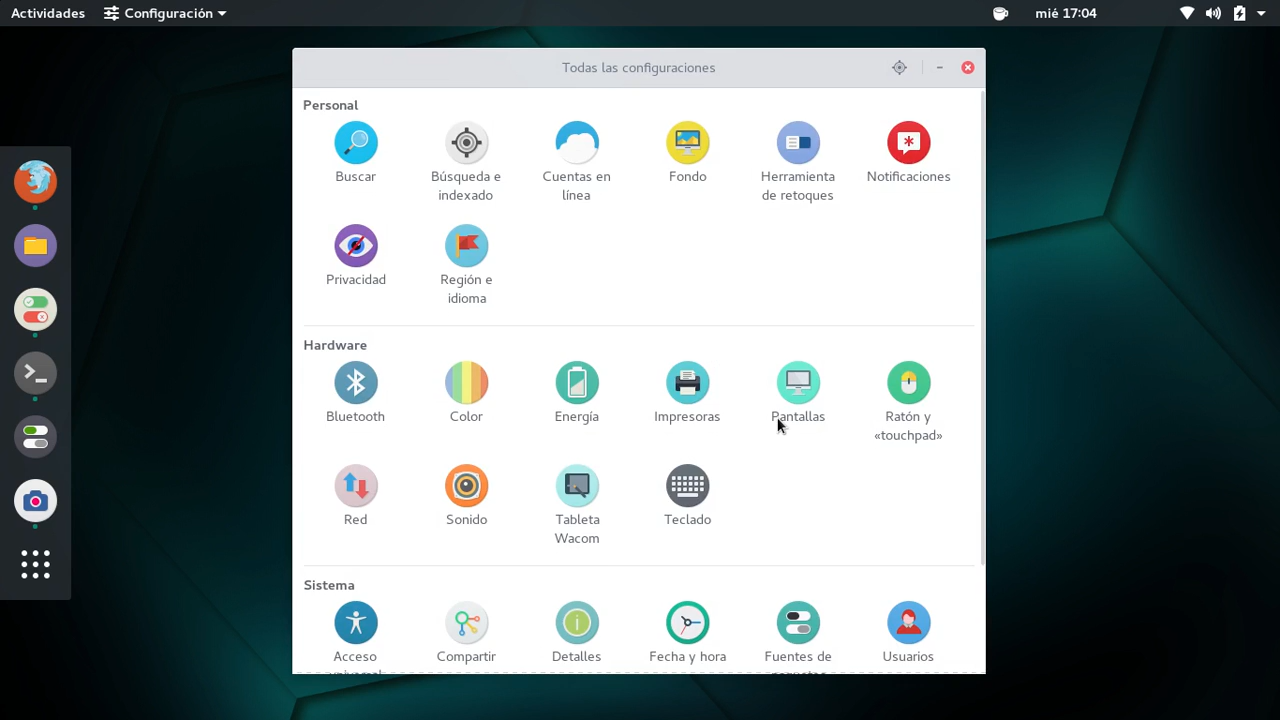 Actividades Configuración mié 17:04
Todas las configuraciones
Personal
Buscar Búsqueda e indexado Cuentas en línea Fondo Herramienta de retoques Notificaciones
Privacidad Región e idioma
Hardware
Bluetooth Color Energía Impresoras Pantallas Ratón y «touchpad»
Red Sonido Tableta Wacom Teclado
Sistema
Acceso universal Compartir Detalles Fecha y hora Fuentes de paquetes Usuarios